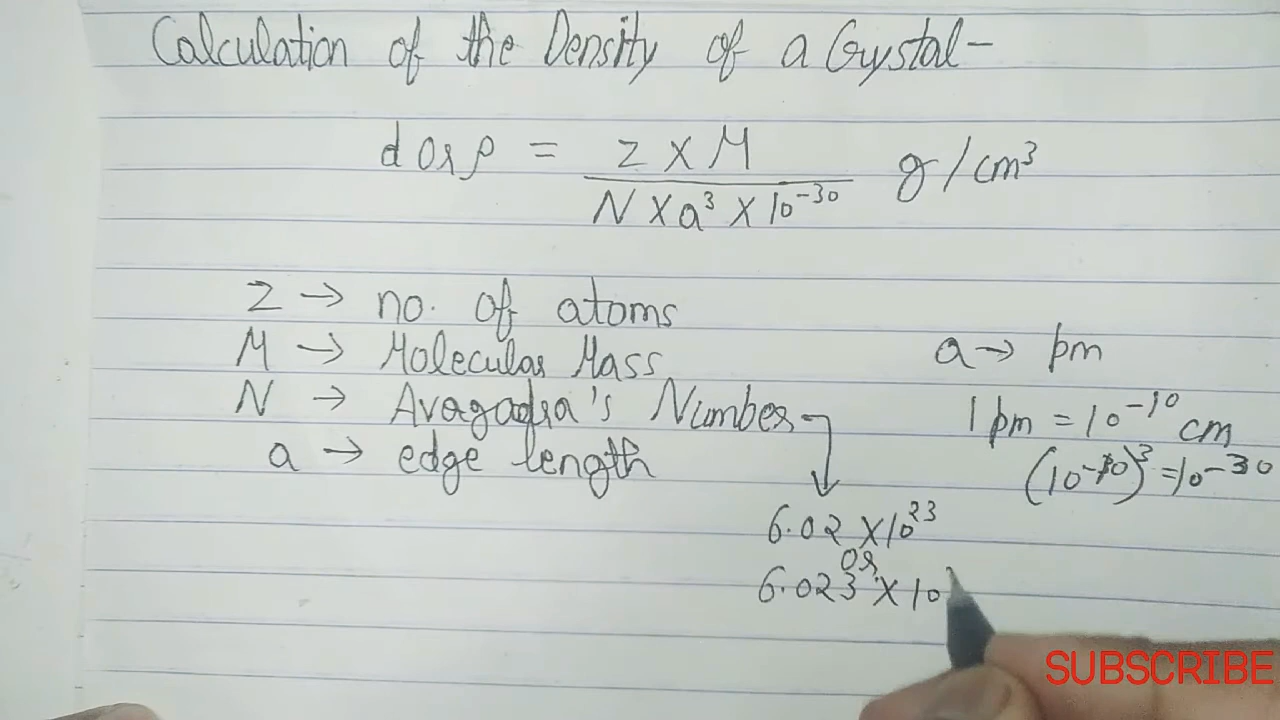 Calculation of the Density of a Crystal-
d or ρ = Z X M / N X a³ X 10⁻³⁰ g/cm³
Z → no. of atoms
M → Molecular Mass
N → Avagadra's Number
a → edge length
a → pm
1 pm = 10⁻¹⁰ cm
(10⁻¹⁰)³ = 10⁻³⁰
6.02 X 10²³
or
6.023 X 10
SUBSCRIBE